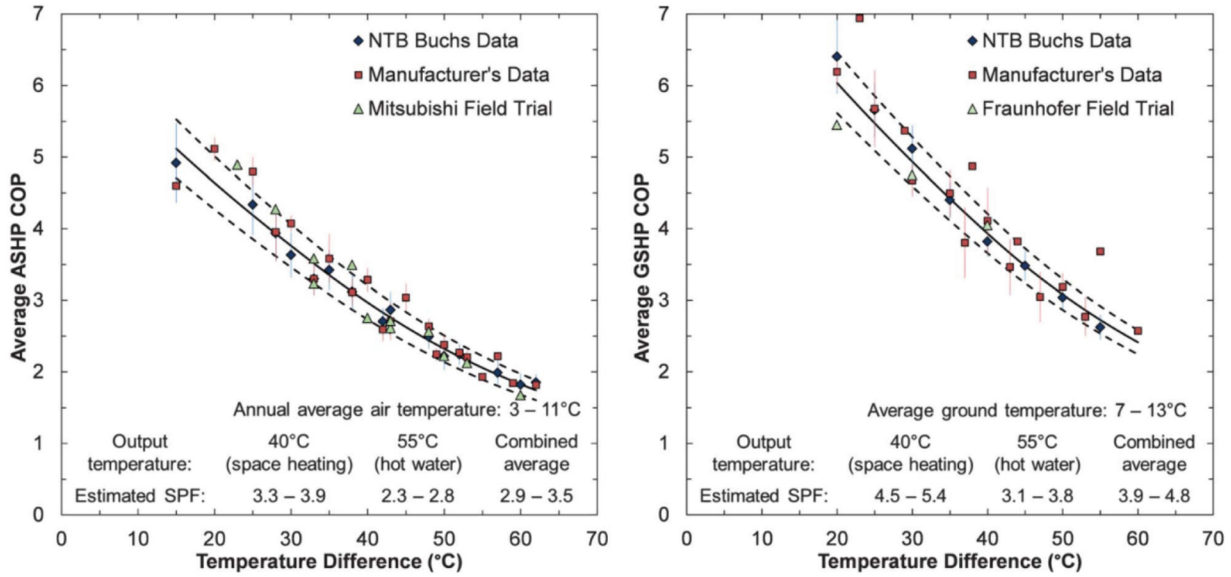 7
6
5
4
3
2
1
0
Average ASHP COP
NTB Buchs Data
Manufacturer's Data
Mitsubishi Field Trial
Annual average air temperature: 3 – 11°C
Output temperature:
40°C (space heating)
55°C (hot water)
Combined average
Estimated SPF: 3.3 – 3.9 2.3 – 2.8 2.9 – 3.5
0 10 20 30 40 50 60 70
Temperature Difference (°C)
7
6
5
4
3
2
1
0
Average GSHP COP
NTB Buchs Data
Manufacturer's Data
Fraunhofer Field Trial
Average ground temperature: 7 – 13°C
Output temperature:
40°C (space heating)
55°C (hot water)
Combined average
Estimated SPF: 4.5 – 5.4 3.1 – 3.8 3.9 – 4.8
0 10 20 30 40 50 60 70
Temperature Difference (°C)